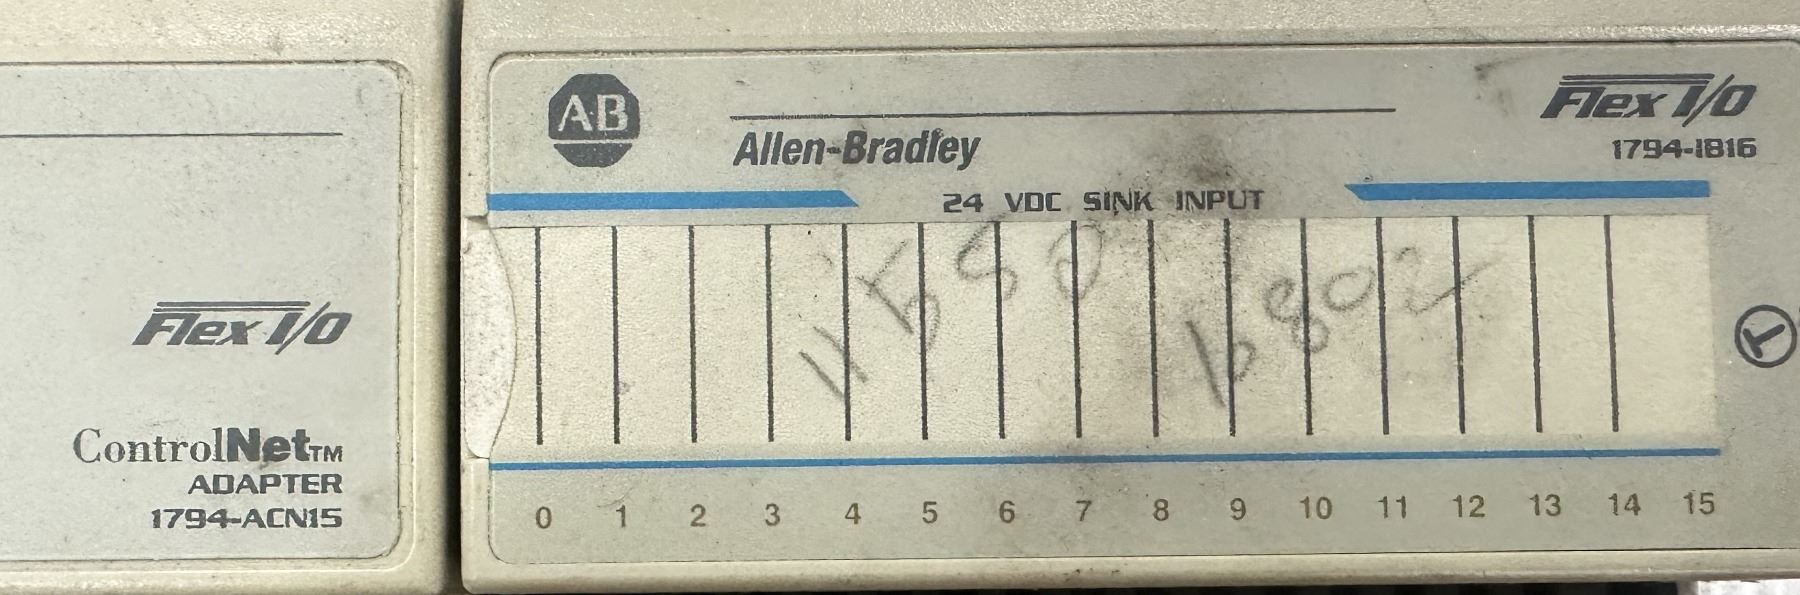 Flex I/O
ControlNet™
ADAPTER
1794-ACN15
AB
Allen-Bradley
Flex I/O
1794-IB16
24 VDC SINK INPUT
0 1 2 3 4 5 6 7 8 9 10 11 12 13 14 15